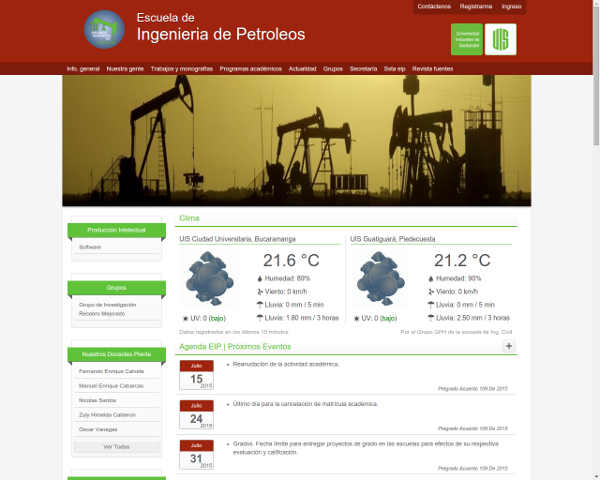 Contáctenos Registrarme Ingreso
Escuela de
Ingenieria de Petroleos
Universidad
Industrial de
Santander
UIS
Info. general Nuestra gente Trabajos y monografías Programas académicos Actualidad Grupos Secretaría Ssta eip Revista fuentes
Producción Intelectual
Software
Grupos
Grupo de Investigación
Recobro Mejorado
Nuestros Docentes Planta
Fernando Enrique Calvete
Manuel Enrique Cabarcas
Nicolas Santos
Zuly Himelda Calderon
Oscar Vanegas
Ver Todos
Clima
UIS Ciudad Universitaria, Bucaramanga
21.6 °C
Humedad: 89%
Viento: 0 km/h
Lluvia: 0 mm / 5 min
UV: 0 (bajo)
Lluvia: 1.80 mm / 3 horas
UIS Guatiguará, Piedecuesta
21.2 °C
Humedad: 90%
Viento: 0 km/h
Lluvia: 0 mm / 5 min
UV: 0 (bajo)
Lluvia: 2.50 mm / 3 horas
Datos registrados en los últimos 15 minutos
Por el Grupo GPH de la escuela de Ing. Civil
Agenda EIP | Próximos Eventos
+
Julio
15
2015
Reanudación de la actividad académica.
Pregrado Acuerdo 109 De 2015
Julio
24
2015
Último día para la cancelación de matrícula académica.
Pregrado Acuerdo 109 De 2015
Julio
31
2015
Grados. Fecha límite para entregar proyectos de grado en las escuelas para efectos de su respectiva
evaluación y calificación.
Pregrado Acuerdo 109 De 2015